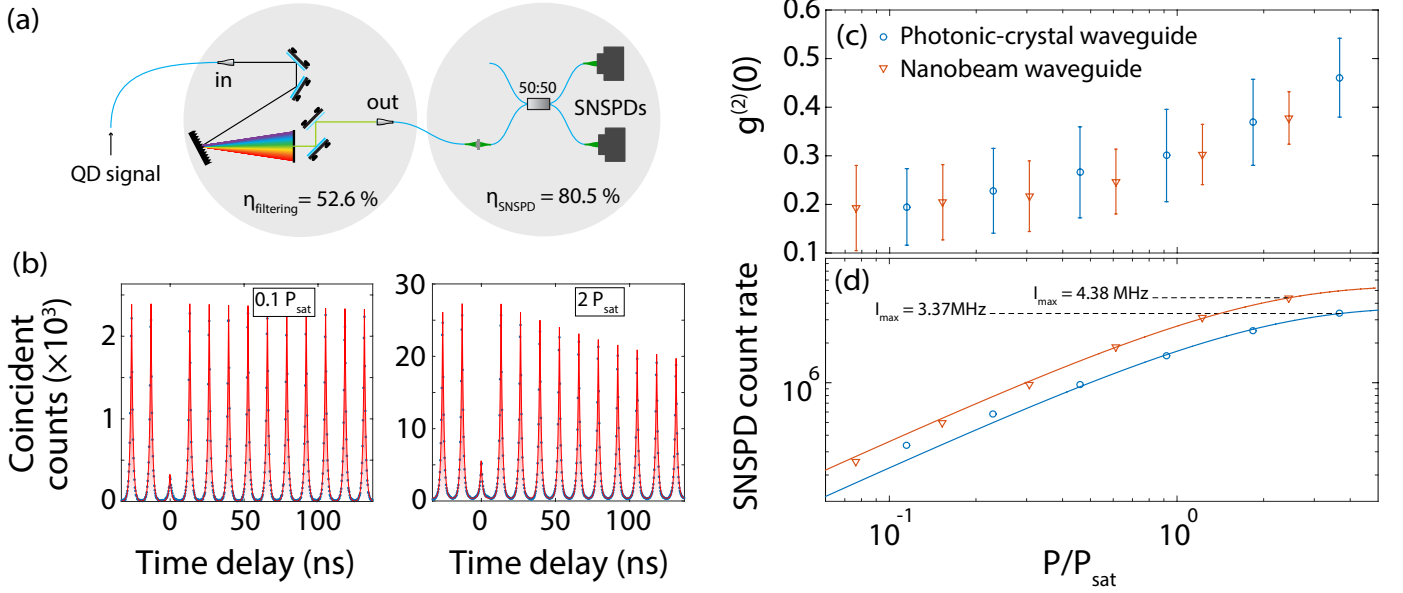 (a)
in
out
QD signal
η_filtering = 52.6 %
50:50
SNSPDs
η_SNSPD = 80.5 %
(b)
Coincident
counts (×10³)
0.1 P_sat
2
1
0
0 50 100
Time delay (ns)
2 P_sat
30
20
10
0
0 50 100
Time delay (ns)
(c)
Photonic-crystal waveguide
Nanobeam waveguide
g⁽²⁾(0)
0.6
0.5
0.4
0.3
0.2
0.1
(d)
I_max = 4.38 MHz
I_max = 3.37MHz
SNSPD count rate
10⁶
10⁻¹ 10⁰
P/P_sat